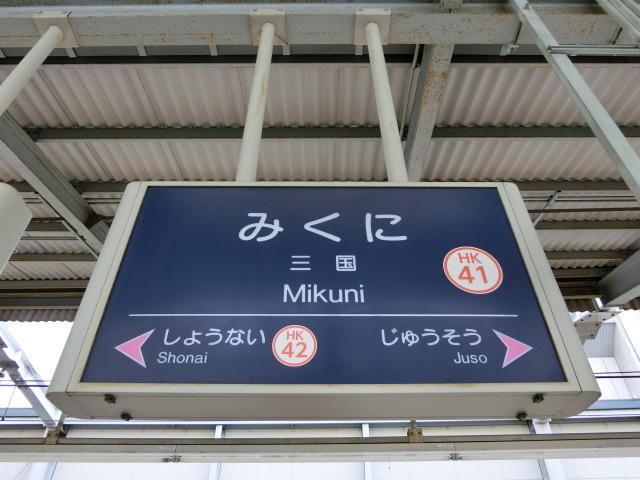 みくに
三国
HK
41
Mikuni
しょうない
Shonai
HK
42
じゅうそう
Juso